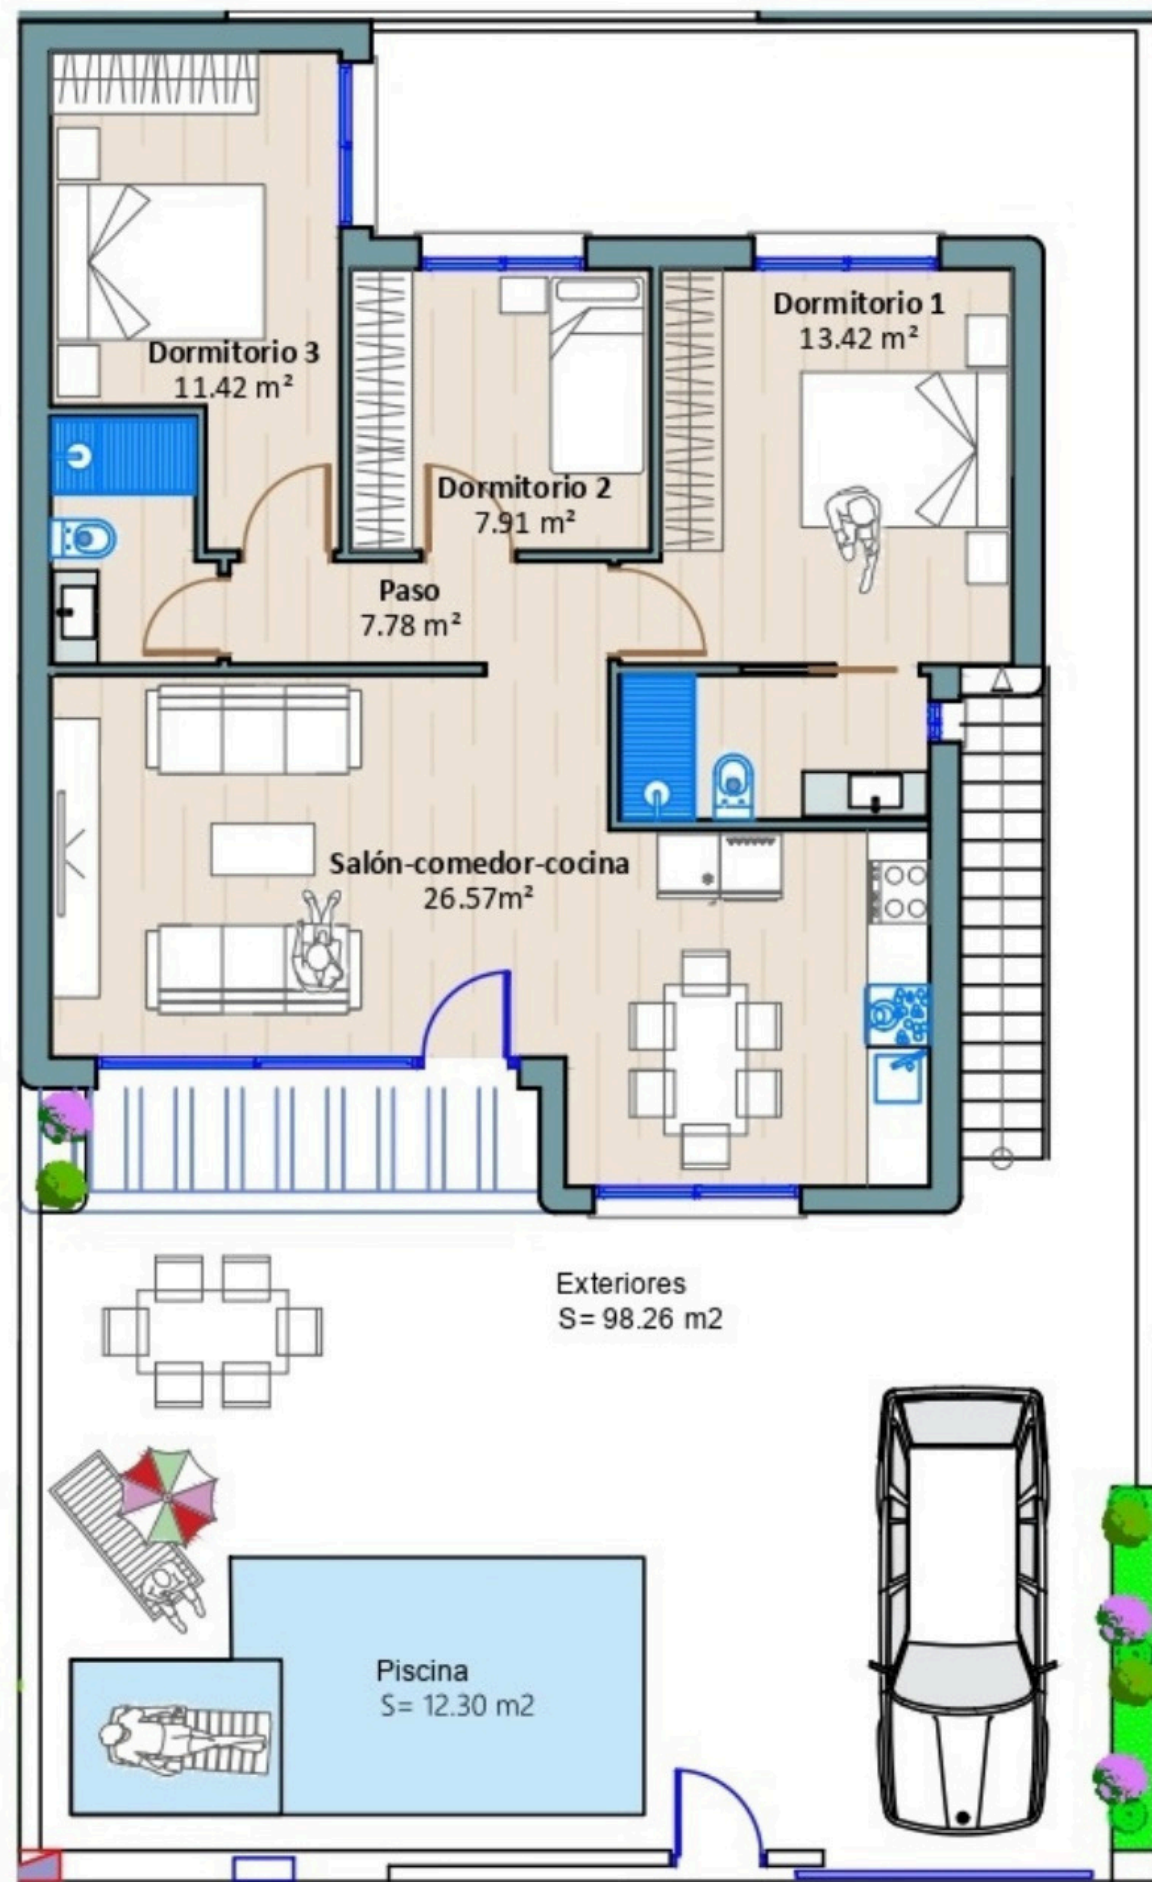 Dormitorio 1
13.42 m²
Dormitorio 3
11.42 m²
Dormitorio 2
7.91 m²
Paso
7.78 m²
Salón-comedor-cocina
26.57m²
Exteriores
S= 98.26 m2
Piscina
S= 12.30 m2